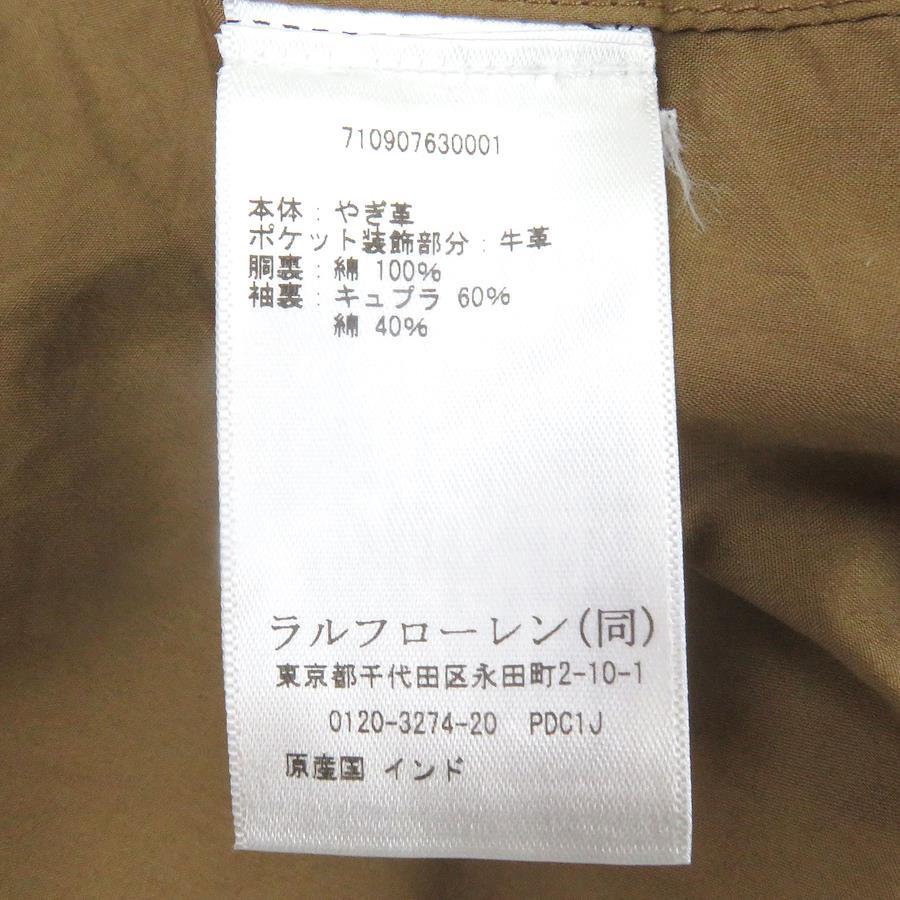 710907630001
本体：やぎ革
ポケット装飾部分：牛革
胴裏：綿 100%
袖裏：キュプラ 60%
綿 40%
ラルフローレン(同)
東京都千代田区永田町2-10-1
0120-3274-20 PDC1J
原産国 インド